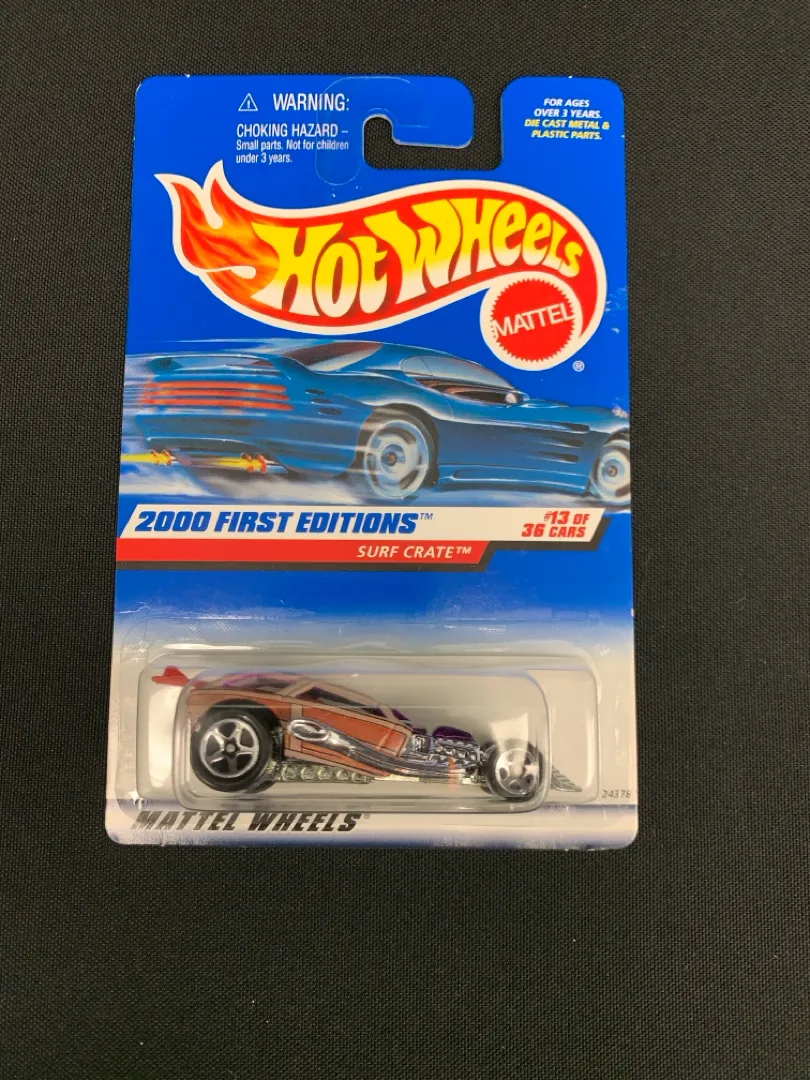 ⚠ WARNING:
CHOKING HAZARD –
Small parts. Not for children
under 3 years.
FOR AGES
OVER 3 YEARS.
DIE CAST METAL &
PLASTIC PARTS.
HOT WHEELS
MATTEL
®
2000 FIRST EDITIONS™
#13 OF
36 CARS
SURF CRATE™
24376
MATTEL WHEELS®